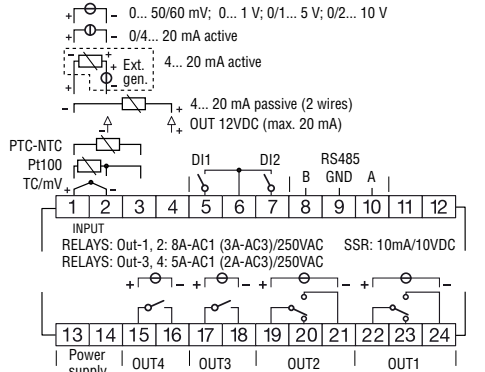 + - 0... 50/60 mV; 0... 1 V; 0/1... 5 V; 0/2... 10 V
+ - 0/4... 20 mA active
- + + Ext. 4... 20 mA active
gen.
+ -
- + 4... 20 mA passive (2 wires)
+ OUT 12VDC (max. 20 mA)
PTC-NTC
Pt100 DI1 DI2 RS485
TC/mV + - B GND A
1 2 3 4 5 6 7 8 9 10 11 12
INPUT
RELAYS: Out-1, 2: 8A-AC1 (3A-AC3)/250VAC SSR: 10mA/10VDC
RELAYS: Out-3, 4: 5A-AC1 (2A-AC3)/250VAC
+ - + - + - + -
13 14 15 16 17 18 19 20 21 22 23 24
Power OUT4 OUT3 OUT2 OUT1
supply